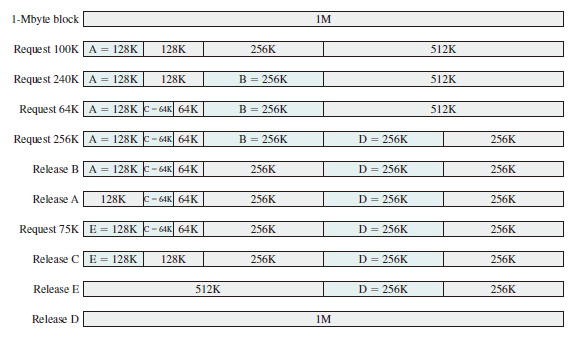 1-Mbyte block 1M
Request 100K A = 128K 128K 256K 512K
Request 240K A = 128K 128K B = 256K 512K
Request 64K A = 128K C = 64K 64K B = 256K 512K
Request 256K A = 128K C = 64K 64K B = 256K D = 256K 256K
Release B A = 128K C = 64K 64K 256K D = 256K 256K
Release A 128K C = 64K 64K 256K D = 256K 256K
Request 75K E = 128K C = 64K 64K 256K D = 256K 256K
Release C E = 128K 128K 256K D = 256K 256K
Release E 512K D = 256K 256K
Release D 1M